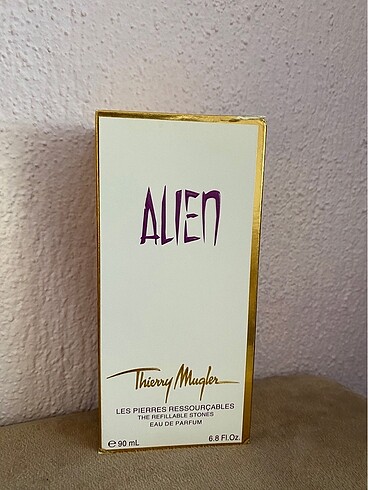 ALIEN
Thierry Mugler
LES PIERRES RESSOURÇABLES
THE REFILLABLE STONES
EAU DE PARFUM
℮ 90 mL 6.8 Fl.Oz.